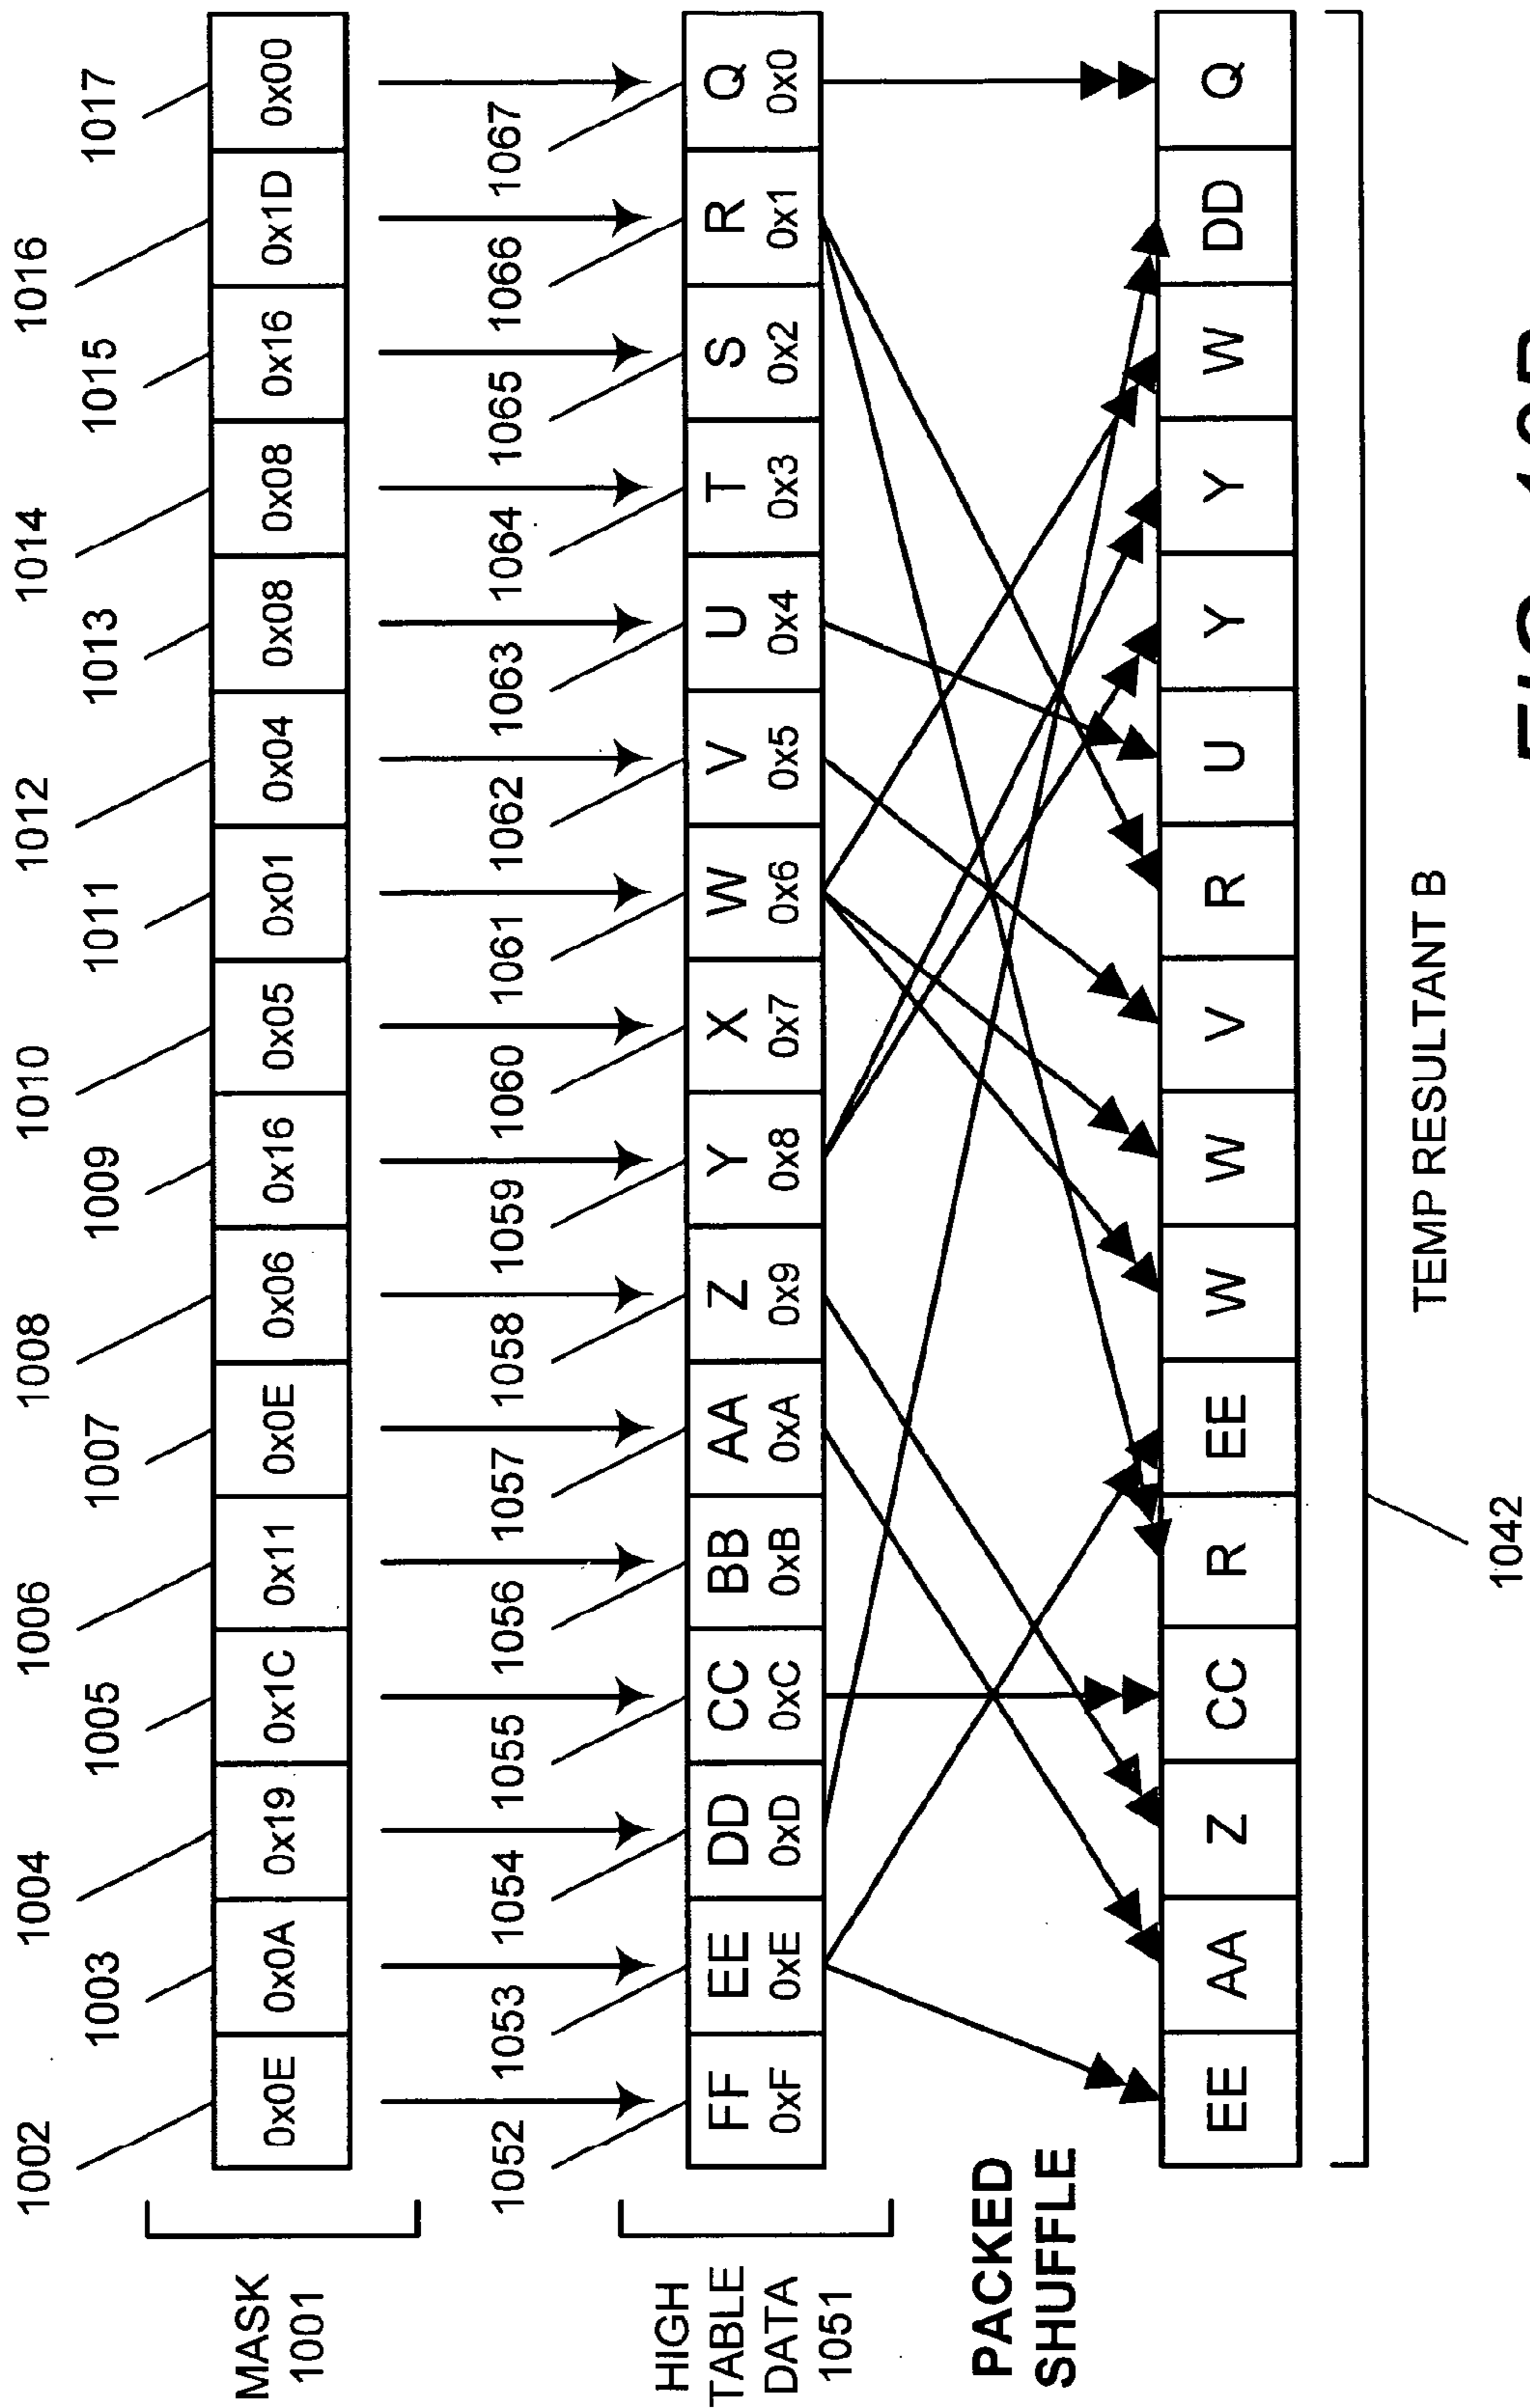 1002 1004 1006 1008 1010 1012 1014 1016
1003 1005 1007 1009 1011 1013 1015 1017
MASK
1001
0x0E 0x0A 0x19 0x1C 0x11 0x0E 0x06 0x16 0x05 0x01 0x04 0x08 0x08 0x16 0x1D 0x00
1052 1053 1054 1055 1056 1057 1058 1059 1060 1061 1062 1063 1064 1065 1066 1067
HIGH
TABLE
DATA
1051
FF EE DD CC BB AA Z Y X W V U T S R Q
0xF 0xE 0xD 0xC 0xB 0xA 0x9 0x8 0x7 0x6 0x5 0x4 0x3 0x2 0x1 0x0
PACKED
SHUFFLE
EE AA Z CC R EE W W V R U Y Y W DD Q
TEMP RESULTANT B
1042